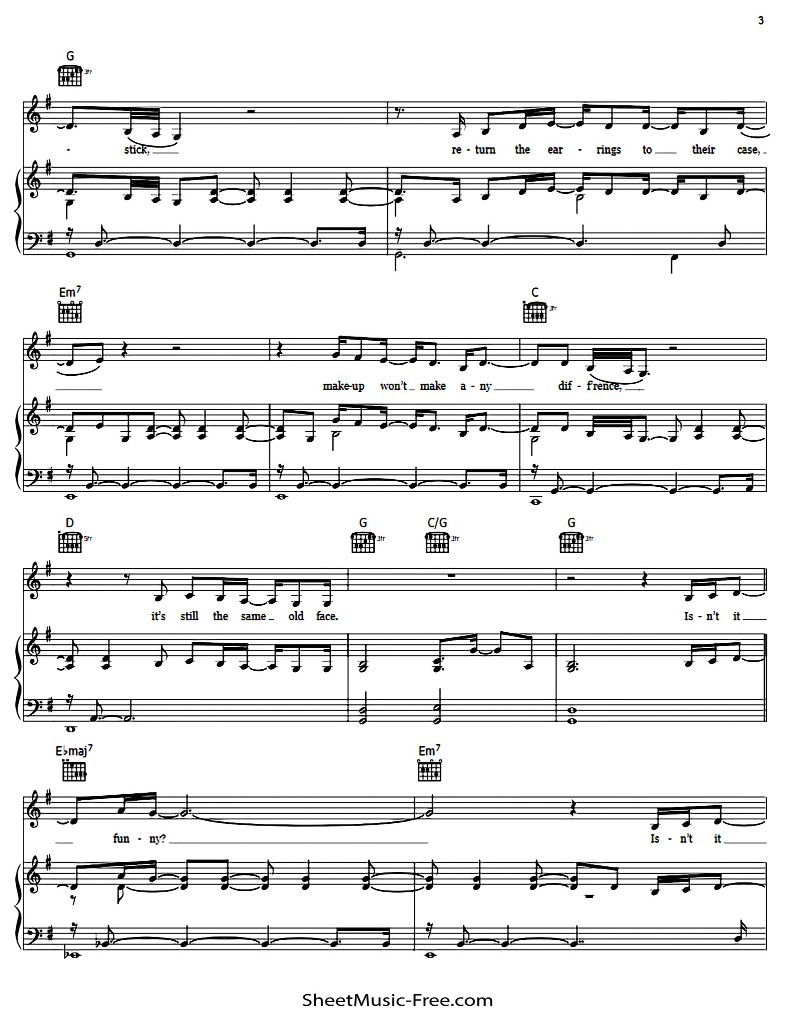 3
G
3fr
- stick, re - turn the ear - rings to their case,
Em7 C
3fr
make-up won't make a - ny dif - f'rence,
D G C/G G
5fr 3fr 3fr 3fr
it's still the same old face. Is - n't it
E♭maj7 Em7
fun - ny? Is - n't it
SheetMusic-Free.com